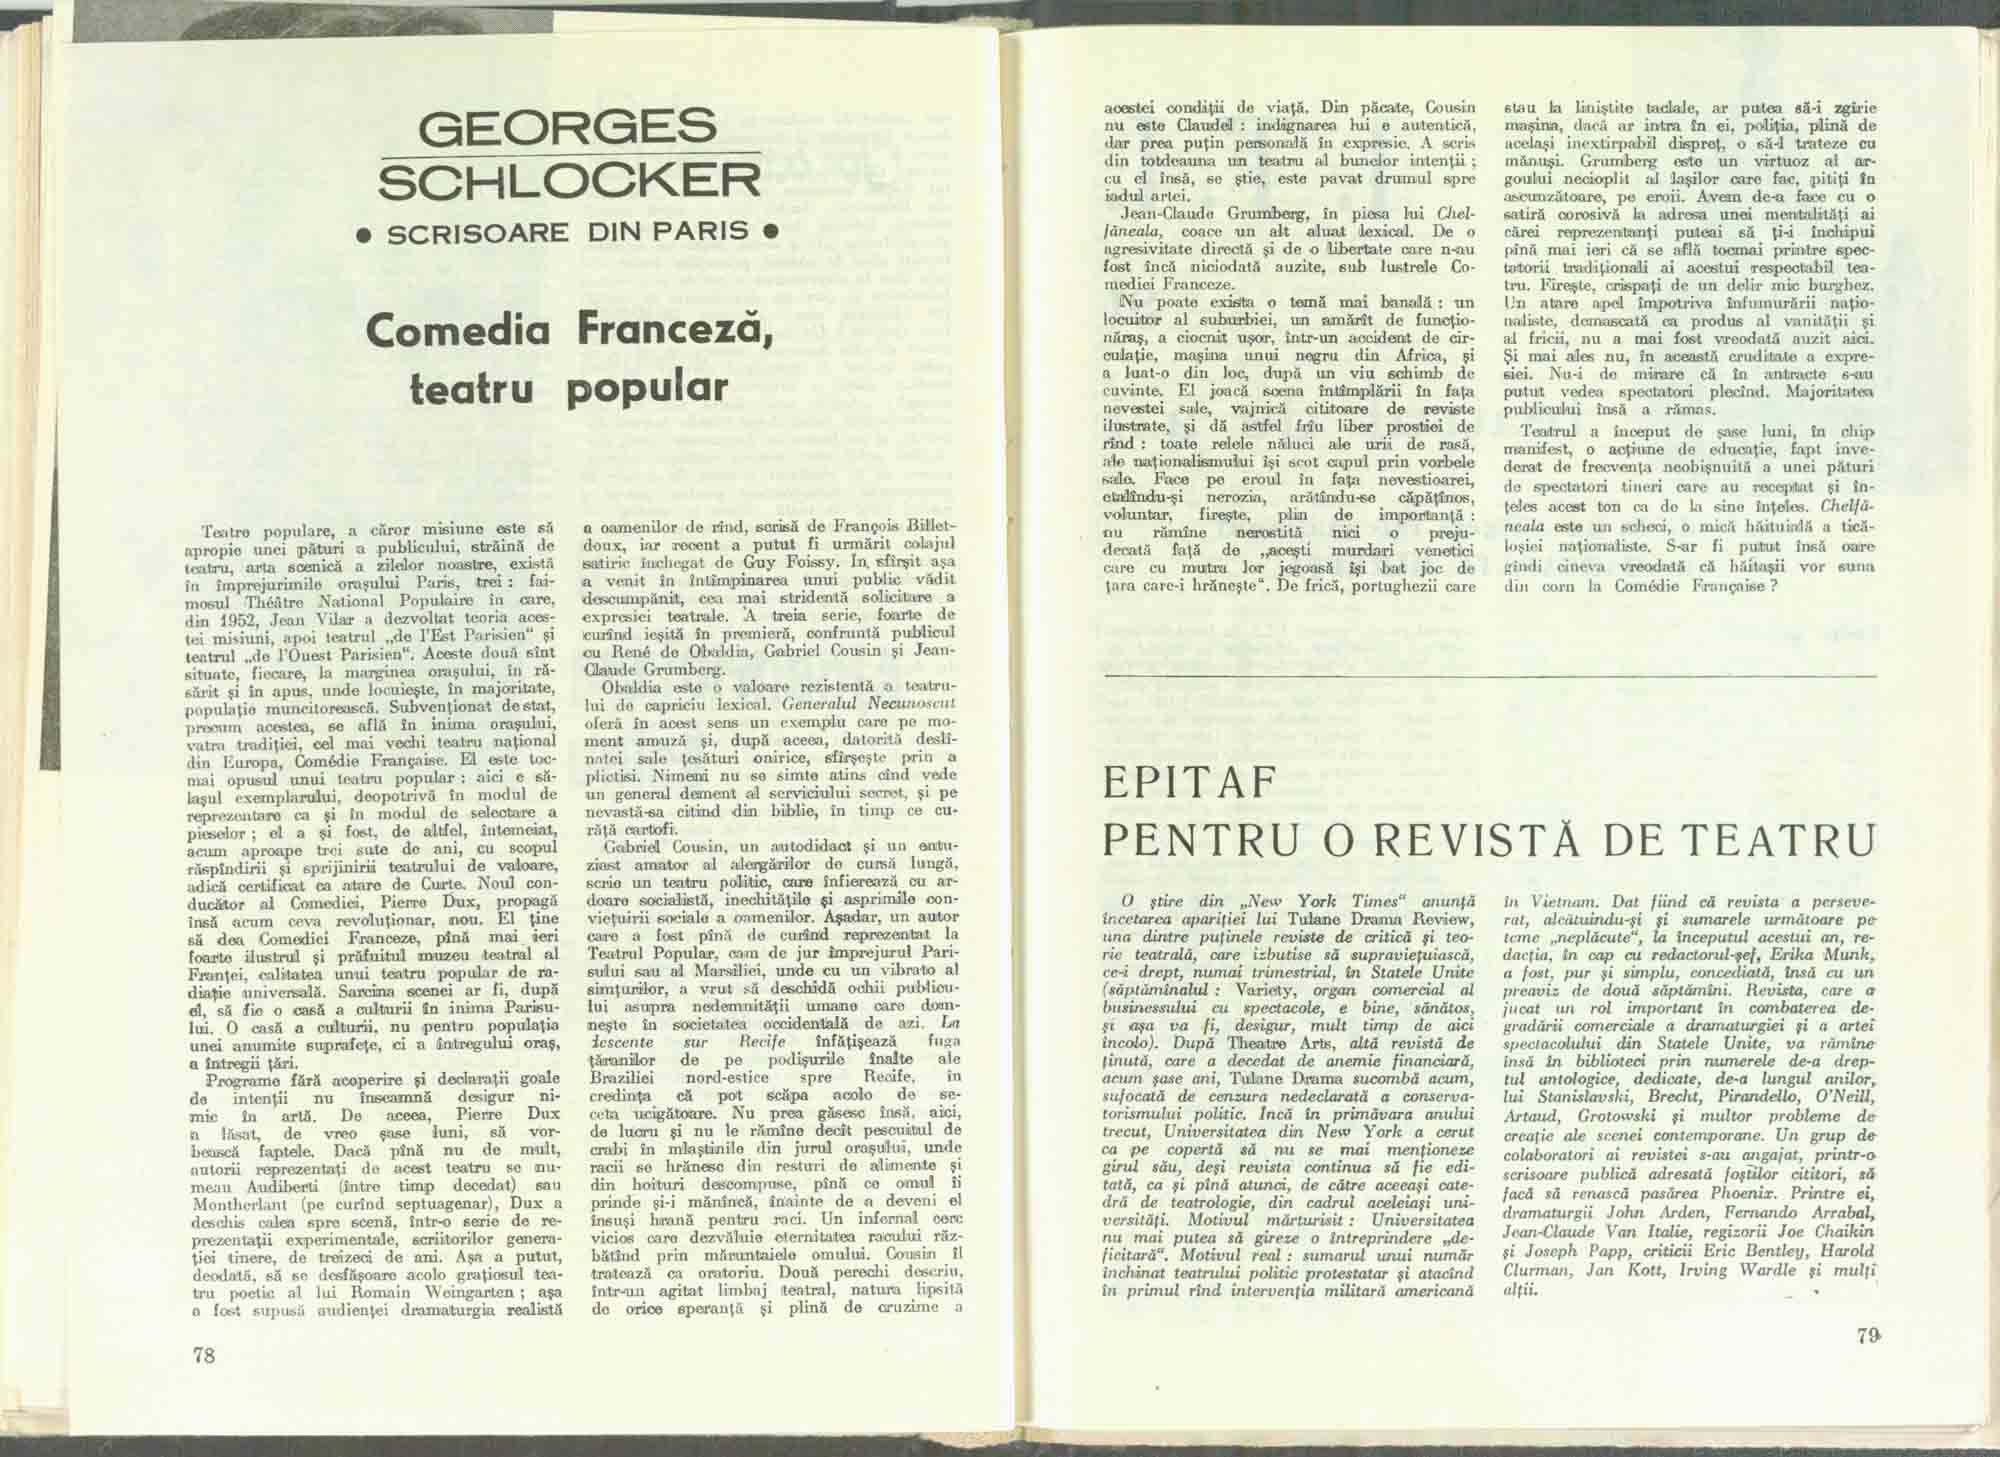 GEORGES
SCHLOCKER
● SCRISOARE DIN PARIS ●
Comedia Franceză,
teatru popular
Teatre populare, a căror misiune este să
apropie unei pături a publicului, străină de
teatru, arta scenică a zilelor noastre, există
în împrejurimile orașului Paris, trei : fai-
mosul Théâtre National Populaire în care,
din 1952, Jean Vilar a dezvoltat teoria aces-
tei misiuni, apoi teatrul „de l'Est Parisien“ și
teatrul „de l'Ouest Parisien“. Aceste două sînt
situate, fiecare, la marginea orașului, în ră-
sărit și în apus, unde locuiește, în majoritate,
populație muncitorească. Subvenționat de stat,
precum acestea, se află în inima orașului,
vatra tradiției, cel mai vechi teatru național
din Europa, Comédie Française. El este toc-
mai opusul unui teatru popular : aici e să-
lașul exemplarului, deopotrivă în modul de
reprezentare ca și în modul de selectare a
pieselor ; el a și fost, de altfel, întemeiat,
acum aproape trei sute de ani, cu scopul
răspîndirii și sprijinirii teatrului de valoare,
adică certificat ca atare de Curte. Noul con-
ducător al Comediei, Pierre Dux, propagă
însă acum ceva revoluționar, nou. El ține
să dea Comediei Franceze, pînă mai ieri
foarte ilustrul și prăfuitul muzeu teatral al
Franței, calitatea unui teatru popular de ra-
diație universală. Sarcina scenei ar fi, după
el, să fie o casă a culturii în inima Parisu-
lui. O casă a culturii, nu pentru populația
unei anumite suprafețe, ci a întregului oraș,
a întregii țări.
Programe fără acoperire și declarații goale
de intenții nu înseamnă desigur ni-
mic în artă. De aceea, Pierre Dux
a lăsat, de vreo șase luni, să vor-
bească faptele. Dacă pînă nu de mult,
autorii reprezentați de acest teatru se nu-
meau Audiberti (între timp decedat) sau
Montherlant (pe curînd septuagenar), Dux a
deschis calea spre scenă, într-o serie de re-
prezentații experimentale, scriitorilor genera-
ției tinere, de treizeci de ani. Așa a putut,
deodată, să se desfășoare acolo grațiosul tea-
tru poetic al lui Romain Weingarten ; așa
a fost supusă audienței dramaturgia realistă
a oamenilor de rînd, scrisă de François Billet-
doux, iar recent a putut fi urmărit colajul
satiric închegat de Guy Foissy. În sfîrșit așa
a venit în întîmpinarea unui public vădit
descumpănit, cea mai stridentă solicitare a
expresiei teatrale. A treia serie, foarte de
curînd ieșită în premieră, confruntă publicul
cu René de Obaldia, Gabriel Cousin și Jean-
Claude Grumberg.
Obaldia este o valoare rezistentă a teatru-
lui de capriciu lexical. Generalul Necunoscut
oferă în acest sens un exemplu care pe mo-
ment amuză și, după aceea, datorită deslî-
natei sale țesături onirice, sfîrșește prin a
plictisi. Nimeni nu se simte atins cînd vede
un general dement al serviciului secret, și pe
nevastă-sa citind din biblie, în timp ce cu-
răță cartofi.
Gabriel Cousin, un autodidact și un entu-
ziast amator al alergărilor de cursă lungă,
scrie un teatru politic, care înfierează cu ar-
doare socialistă, inechitățile și asprimile con-
viețuirii sociale a oamenilor. Așadar, un autor
care a fost pînă de curînd reprezentat la
Teatrul Popular, cam de jur împrejurul Pari-
sului sau al Marsiliei, unde cu un vibrato al
simțurilor, a vrut să deschidă ochii publicu-
lui asupra nedemnității umane care dom-
nește în societatea occidentală de azi. La
descente sur Recife înfățișează fuga
țăranilor de pe podișurile înalte ale
Braziliei nord-estice spre Recife, în
credința că pot scăpa acolo de se-
ceta ucigătoare. Nu prea găsesc însă, aici,
de lucru și nu le rămîne decît pescuitul de
crabi în mlaștinile din jurul orașului, unde
racii se hrănesc din resturi de alimente și
din hoituri descompuse, pînă ce omul îi
prinde și-i mănîncă, înainte de a deveni el
însuși hrană pentru raci. Un infernal cerc
vicios care dezvăluie eternitatea racului răz-
bătînd prin măruntaiele omului. Cousin îl
tratează ca oratoriu. Două perechi descriu,
într-un agitat limbaj teatral, natura lipsită
de orice speranță și plină de cruzime a
78
acestei condiții de viață. Din păcate, Cousin
nu este Claudel : indignarea lui e autentică,
dar prea puțin personală în expresie. A scris
din totdeauna un teatru al bunelor intenții ;
cu el însă, se știe, este pavat drumul spre
iadul artei.
Jean-Claude Grumberg, în piesa lui Chel-
făneala, coace un alt aluat lexical. De o
agresivitate directă și de o libertate care n-au
fost încă niciodată auzite, sub lustrele Co-
mediei Franceze.
Nu poate exista o temă mai banală : un
locuitor al suburbiei, un amărît de funcțio-
năraș, a ciocnit ușor, într-un accident de cir-
culație, mașina unui negru din Africa, și
a luat-o din loc, după un viu schimb de
cuvinte. El joacă scena întîmplării în fața
nevestei sale, vajnică cititoare de reviste
ilustrate, și dă astfel frîu liber prostiei de
rînd : toate relele năluci ale urii de rasă,
ale naționalismului își scot capul prin vorbele
sale. Face pe eroul în fața nevestioarei,
etalîndu-și nerozia, arătîndu-se căpățînos,
voluntar, firește, plin de importanță :
nu rămîne nerostită nici o preju-
decată față de „acești murdari venetici
care cu mutra lor jegoasă își bat joc de
țara care-i hrănește“. De frică, portughezii care
stau la liniștite taclale, ar putea să-i zgîrie
mașina, dacă ar intra în ei, poliția, plină de
același inextirpabil dispreț, o să-l trateze cu
mănuși. Grumberg este un virtuoz al ar-
goului necioplit al lașilor care fac, pitiți în
ascunzătoare, pe eroii. Avem de-a face cu o
satiră corosivă la adresa unei mentalități ai
cărei reprezentanți puteai să ți-i închipui
pînă mai ieri că se află tocmai printre spec-
tatorii tradiționali ai acestui respectabil tea-
tru. Firește, crispați de un delir mic burghez.
Un atare apel împotriva înfumurării națio-
naliste, demascată ca produs al vanității și
al fricii, nu a mai fost vreodată auzit aici.
Și mai ales nu, în această cruditate a expre-
siei. Nu-i de mirare că în antracte s-au
putut vedea spectatori plecînd. Majoritatea
publicului însă a rămas.
Teatrul a început de șase luni, în chip
manifest, o acțiune de educație, fapt inve-
derat de frecvența neobișnuită a unei pături
de spectatori tineri care au receptat și în-
țeles acest ton ca de la sine înțeles. Chelfă-
neala este un scheci, o mică hăituială a tică-
loșiei naționaliste. S-ar fi putut însă oare
gîndi cineva vreodată că hăitașii vor suna
din corn la Comédie Française ?
EPITAF
PENTRU O REVISTĂ DE TEATRU
O știre din „New York Times“ anunță
încetarea apariției lui Tulane Drama Review,
una dintre puținele reviste de critică și teo-
rie teatrală, care izbutise să supraviețuiască,
ce-i drept, numai trimestrial, în Statele Unite
(săptămînalul : Variety, organ comercial al
businessului cu spectacole, e bine, sănătos,
și așa va fi, desigur, mult timp de aici
încolo). După Theatre Arts, altă revistă de
ținută, care a decedat de anemie financiară,
acum șase ani, Tulane Drama sucombă acum,
sufocată de cenzura nedeclarată a conserva-
torismului politic. Încă în primăvara anului
trecut, Universitatea din New York a cerut
ca pe copertă să nu se mai menționeze
girul său, deși revista continua să fie edi-
tată, ca și pînă atunci, de către aceeași cate-
dră de teatrologie, din cadrul aceleiași uni-
versități. Motivul mărturisit : Universitatea
nu mai putea să gireze o întreprindere „de-
ficitară“. Motivul real : sumarul unui număr
închinat teatrului politic protestatar și atacînd
în primul rînd intervenția militară americană
în Vietnam. Dat fiind că revista a perseve-
rat, alcătuindu-și și sumarele următoare pe
teme „neplăcute“, la începutul acestui an, re-
dacția, în cap cu redactorul-șef, Erika Munk,
a fost, pur și simplu, concediată, însă cu un
preaviz de două săptămîni. Revista, care a
jucat un rol important în combaterea de-
gradării comerciale a dramaturgiei și a artei
spectacolului din Statele Unite, va rămîne
însă în biblioteci prin numerele de-a drep-
tul antologice, dedicate, de-a lungul anilor,
lui Stanislavski, Brecht, Pirandello, O'Neill,
Artaud, Grotowski și multor probleme de
creație ale scenei contemporane. Un grup de
colaboratori ai revistei s-au angajat, printr-o
scrisoare publică adresată foștilor cititori, să
facă să renască pasărea Phoenix. Printre ei,
dramaturgii John Arden, Fernando Arrabal,
Jean-Claude Van Italie, regizorii Joe Chaikin
și Joseph Papp, criticii Eric Bentley, Harold
Clurman, Jan Kott, Irving Wardle și mulți
alții.
79